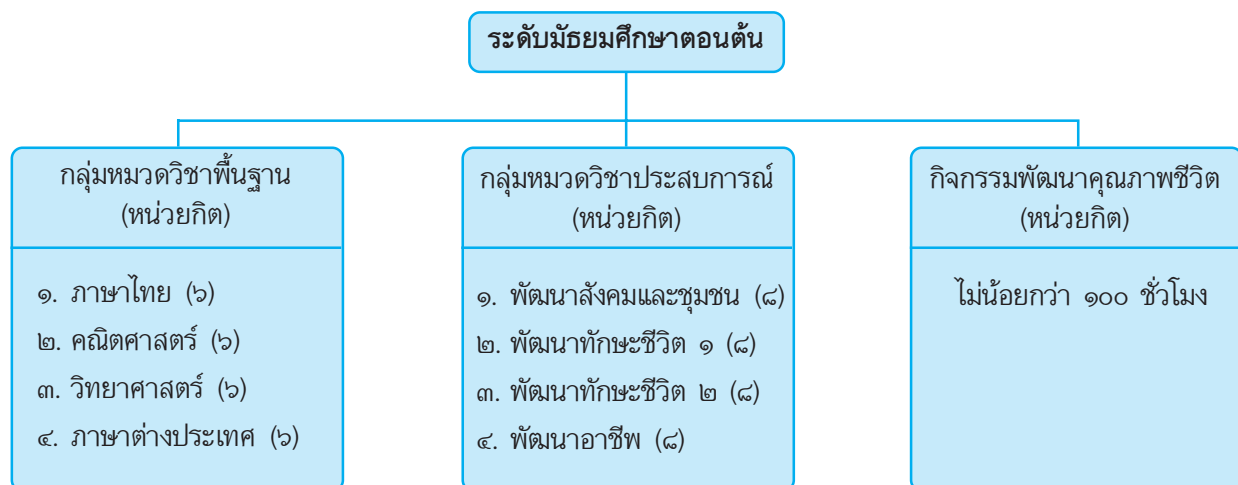 ระดับมัธยมศึกษาตอนต้น
กลุ่มหมวดวิชาพื้นฐาน
(หน่วยกิต)
๑. ภาษาไทย (๖)
๒. คณิตศาสตร์ (๖)
๓. วิทยาศาสตร์ (๖)
๔. ภาษาต่างประเทศ (๖)
กลุ่มหมวดวิชาประสบการณ์
(หน่วยกิต)
๑. พัฒนาสังคมและชุมชน (๘)
๒. พัฒนาทักษะชีวิต ๑ (๘)
๓. พัฒนาทักษะชีวิต ๒ (๘)
๔. พัฒนาอาชีพ (๘)
กิจกรรมพัฒนาคุณภาพชีวิต
(หน่วยกิต)
ไม่น้อยกว่า ๑๐๐ ชั่วโมง